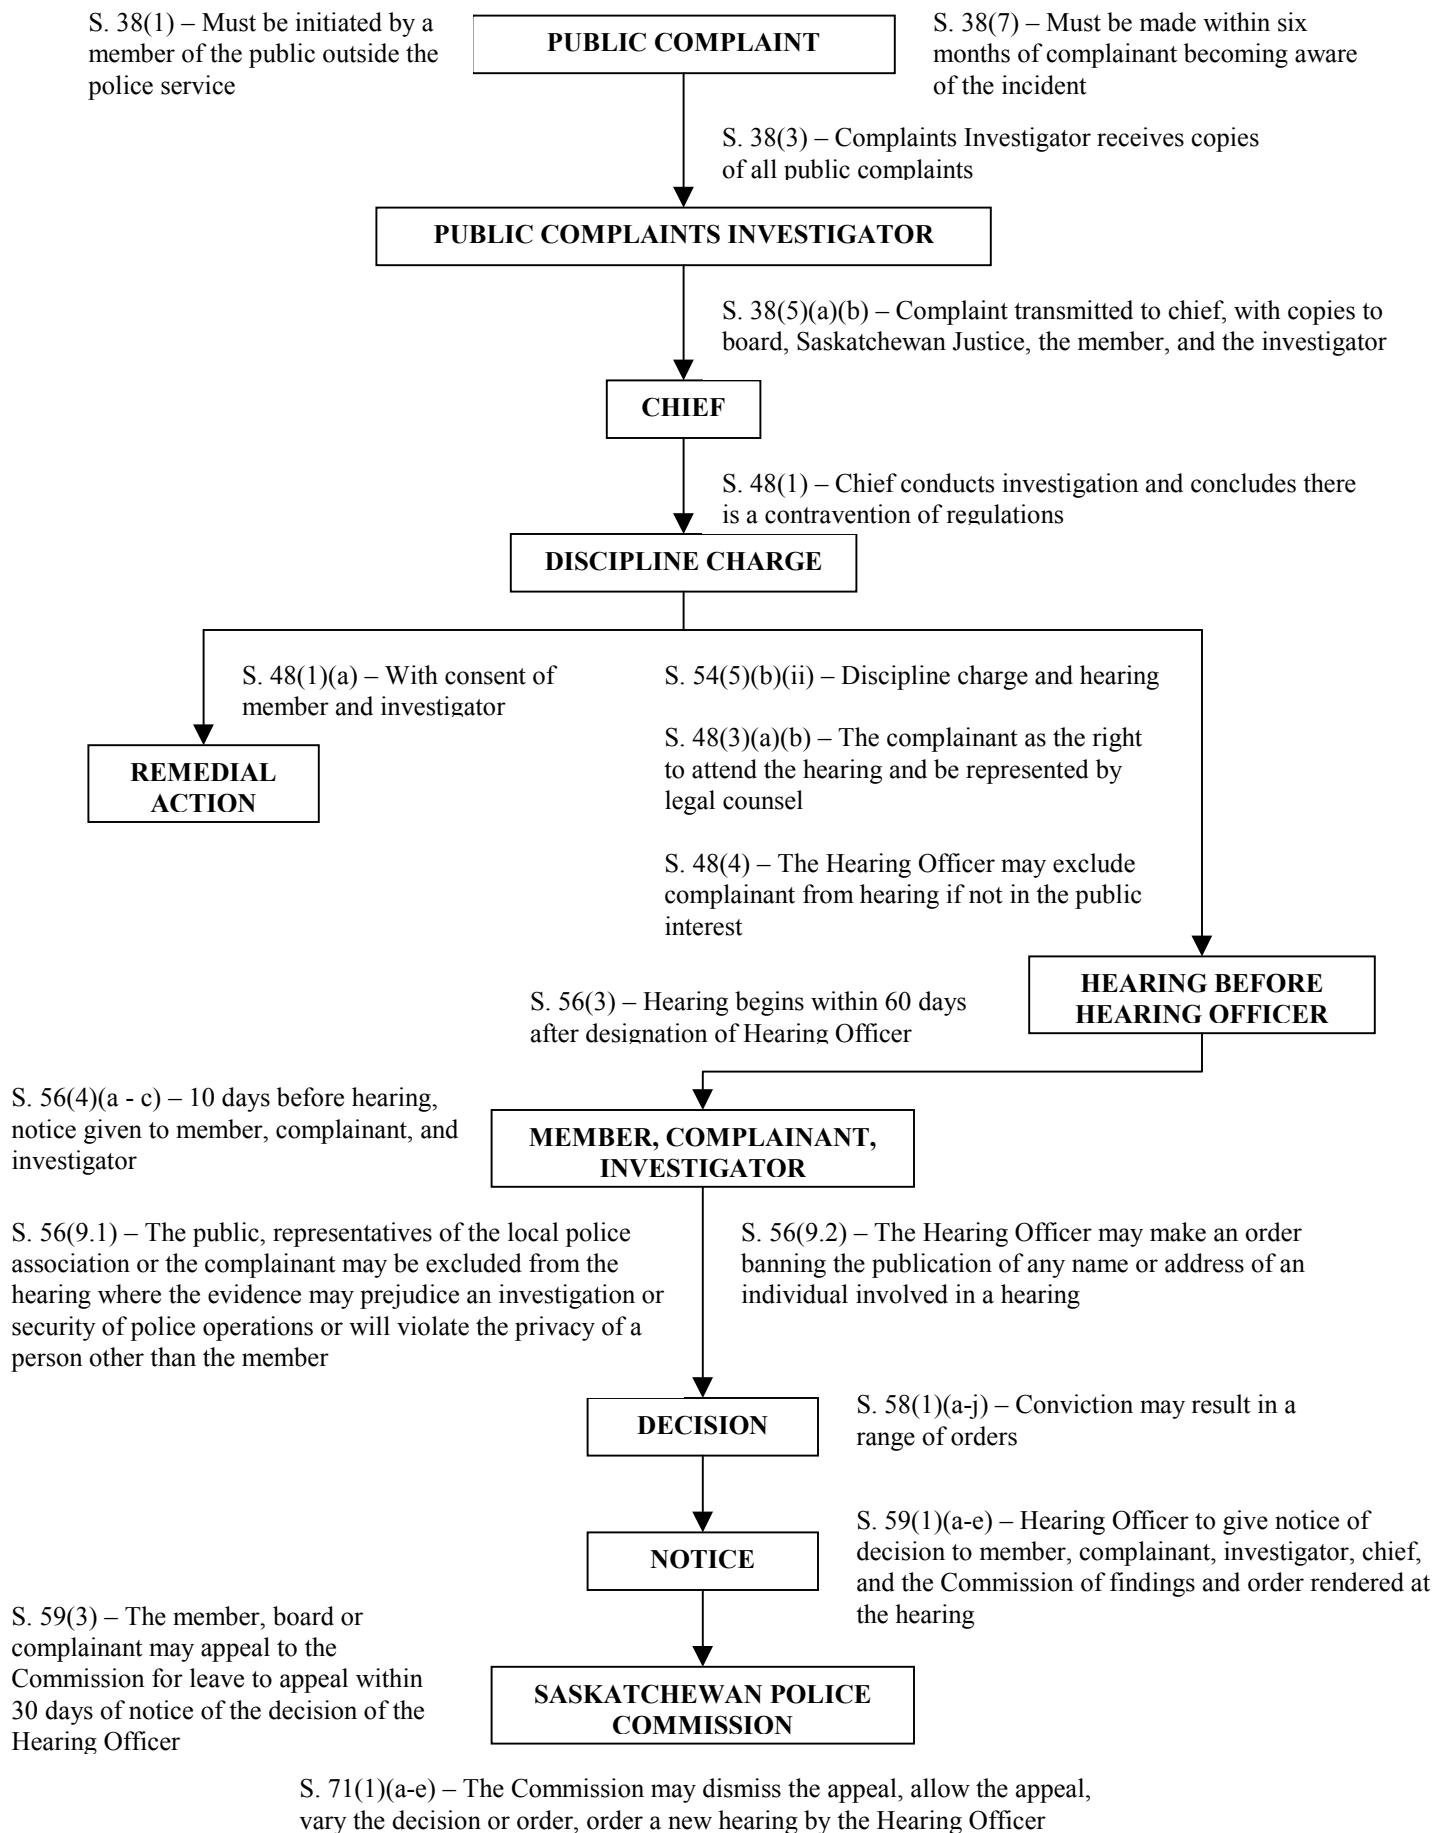 S. 38(1) – Must be initiated by a
member of the public outside the
police service
PUBLIC COMPLAINT
S. 38(7) – Must be made within six
months of complainant becoming aware
of the incident
S. 38(3) – Complaints Investigator receives copies
of all public complaints
PUBLIC COMPLAINTS INVESTIGATOR
S. 38(5)(a)(b) – Complaint transmitted to chief, with copies to
board, Saskatchewan Justice, the member, and the investigator
CHIEF
S. 48(1) – Chief conducts investigation and concludes there
is a contravention of regulations
DISCIPLINE CHARGE
S. 48(1)(a) – With consent of
member and investigator
REMEDIAL
ACTION
S. 54(5)(b)(ii) – Discipline charge and hearing
S. 48(3)(a)(b) – The complainant as the right
to attend the hearing and be represented by
legal counsel
S. 48(4) – The Hearing Officer may exclude
complainant from hearing if not in the public
interest
HEARING BEFORE
HEARING OFFICER
S. 56(3) – Hearing begins within 60 days
after designation of Hearing Officer
S. 56(4)(a - c) – 10 days before hearing,
notice given to member, complainant, and
investigator
MEMBER, COMPLAINANT,
INVESTIGATOR
S. 56(9.1) – The public, representatives of the local police
association or the complainant may be excluded from the
hearing where the evidence may prejudice an investigation or
security of police operations or will violate the privacy of a
person other than the member
S. 56(9.2) – The Hearing Officer may make an order
banning the publication of any name or address of an
individual involved in a hearing
DECISION
S. 58(1)(a-j) – Conviction may result in a
range of orders
NOTICE
S. 59(1)(a-e) – Hearing Officer to give notice of
decision to member, complainant, investigator, chief,
and the Commission of findings and order rendered at
the hearing
S. 59(3) – The member, board or
complainant may appeal to the
Commission for leave to appeal within
30 days of notice of the decision of the
Hearing Officer
SASKATCHEWAN POLICE
COMMISSION
S. 71(1)(a-e) – The Commission may dismiss the appeal, allow the appeal,
vary the decision or order, order a new hearing by the Hearing Officer